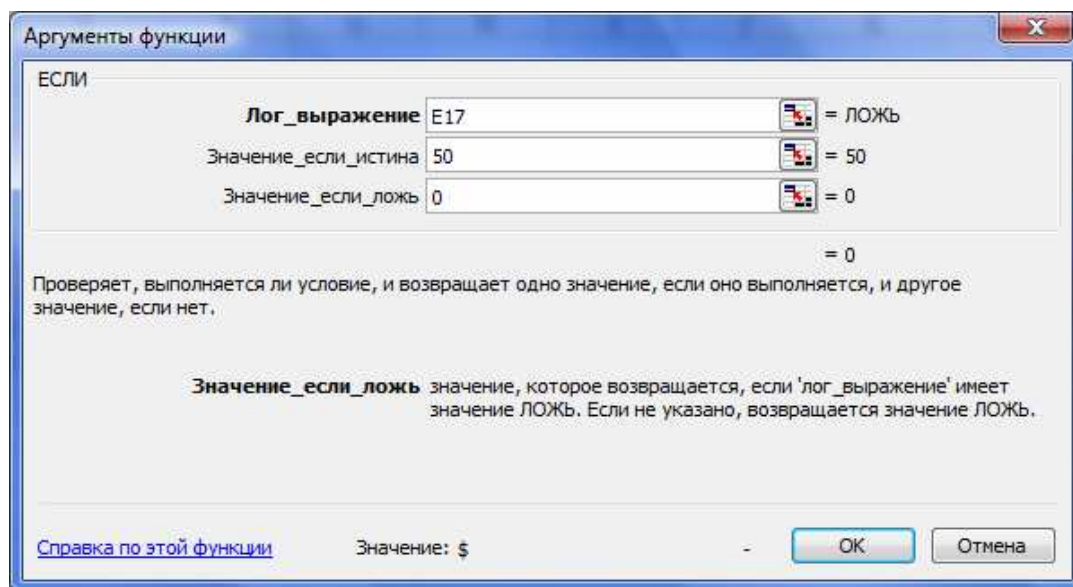 Аргументы функции
ЕСЛИ
Лог_выражение E17 = ЛОЖЬ
Значение_если_истина 50 = 50
Значение_если_ложь 0 = 0
= 0
Проверяет, выполняется ли условие, и возвращает одно значение, если оно выполняется, и другое
значение, если нет.
Значение_если_ложь значение, которое возвращается, если 'лог_выражение' имеет
значение ЛОЖЬ. Если не указано, возвращается значение ЛОЖЬ.
Справка по этой функции Значение: $ - ОК Отмена